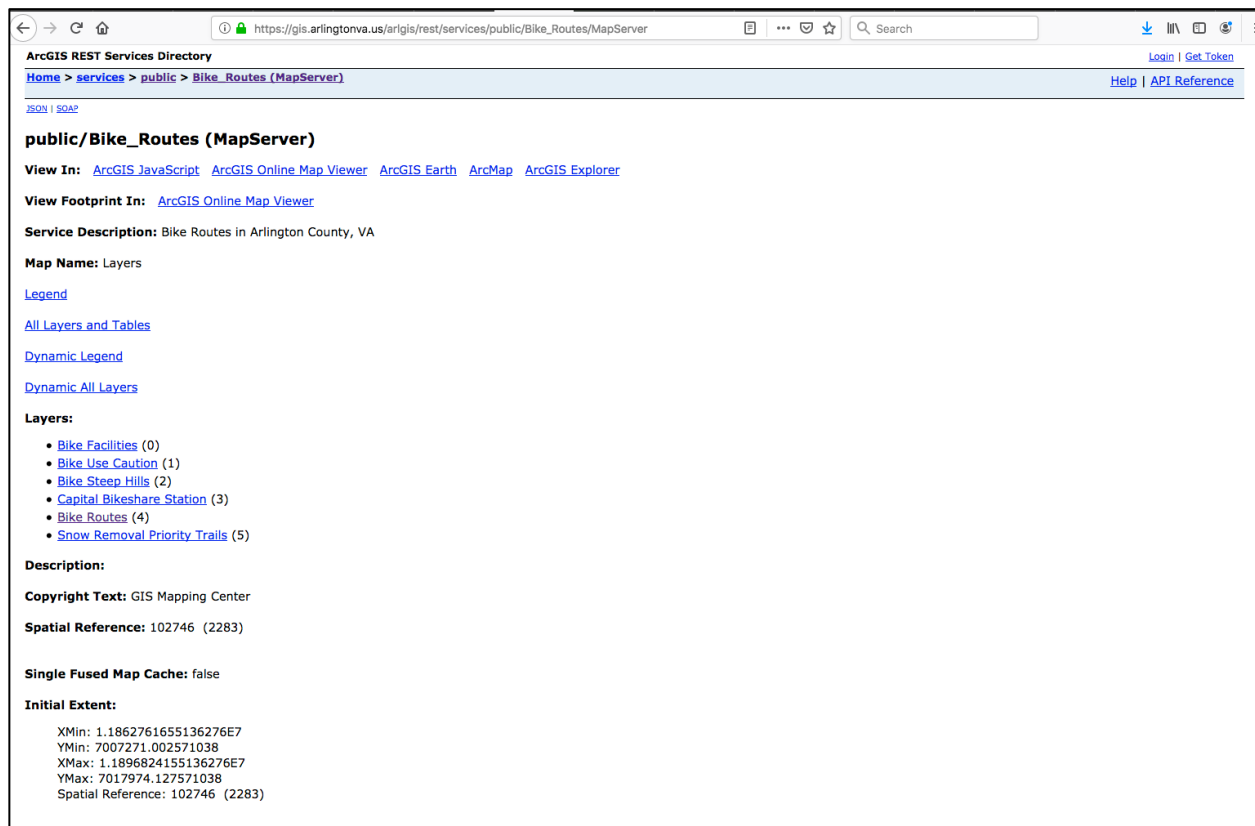 https://gis.arlingtonva.us/arlgis/rest/services/public/Bike_Routes/MapServer
Search
ArcGIS REST Services Directory
Login | Get Token
Home > services > public > Bike_Routes (MapServer)
Help | API Reference
JSON | SOAP
public/Bike_Routes (MapServer)
View In: ArcGIS JavaScript ArcGIS Online Map Viewer ArcGIS Earth ArcMap ArcGIS Explorer
View Footprint In: ArcGIS Online Map Viewer
Service Description: Bike Routes in Arlington County, VA
Map Name: Layers
Legend
All Layers and Tables
Dynamic Legend
Dynamic All Layers
Layers:
• Bike Facilities (0)
• Bike Use Caution (1)
• Bike Steep Hills (2)
• Capital Bikeshare Station (3)
• Bike Routes (4)
• Snow Removal Priority Trails (5)
Description:
Copyright Text: GIS Mapping Center
Spatial Reference: 102746 (2283)
Single Fused Map Cache: false
Initial Extent:
XMin: 1.1862761655136276E7
YMin: 7007271.002571038
XMax: 1.1896824155136276E7
YMax: 7017974.127571038
Spatial Reference: 102746 (2283)